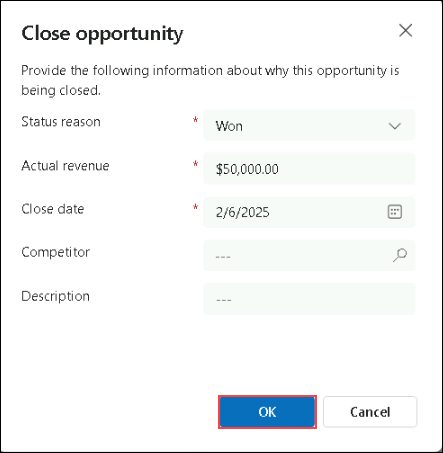 Close opportunity
Provide the following information about why this opportunity is
being closed.
Status reason * Won
Actual revenue * $50,000.00
Close date * 2/6/2025
Competitor ---
Description ---
OK Cancel